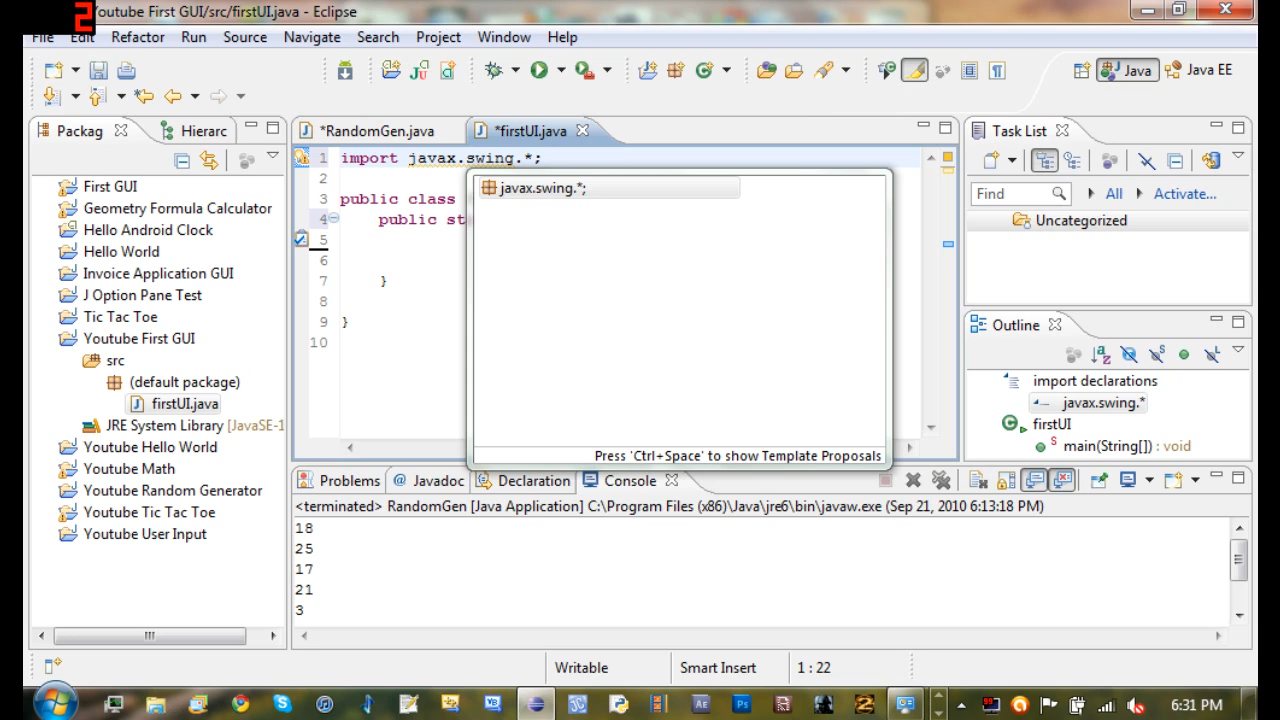 2
Youtube First GUI/src/firstUI.java - Eclipse
File Edit Refactor Run Source Navigate Search Project Window Help
Java
Java EE
Packag
Hierarc
*RandomGen.java
*firstUI.java
Task List
Find
All
Activate...
Uncategorized
First GUI
Geometry Formula Calculator
Hello Android Clock
Hello World
Invoice Application GUI
J Option Pane Test
Tic Tac Toe
Youtube First GUI
src
(default package)
firstUI.java
JRE System Library [JavaSE-1
Youtube Hello World
Youtube Math
Youtube Random Generator
Youtube Tic Tac Toe
Youtube User Input
1 import javax.swing.*;
2
3 public class
4 public st
5
6
7 }
8
9 }
10
javax.swing.*;
Press 'Ctrl+Space' to show Template Proposals
Outline
import declarations
javax.swing.*
firstUI
main(String[]) : void
Problems
@ Javadoc
Declaration
Console
<terminated> RandomGen [Java Application] C:\Program Files (x86)\Java\jre6\bin\javaw.exe (Sep 21, 2010 6:13:18 PM)
18
25
17
21
3
Writable
Smart Insert
1 : 22
6:31 PM